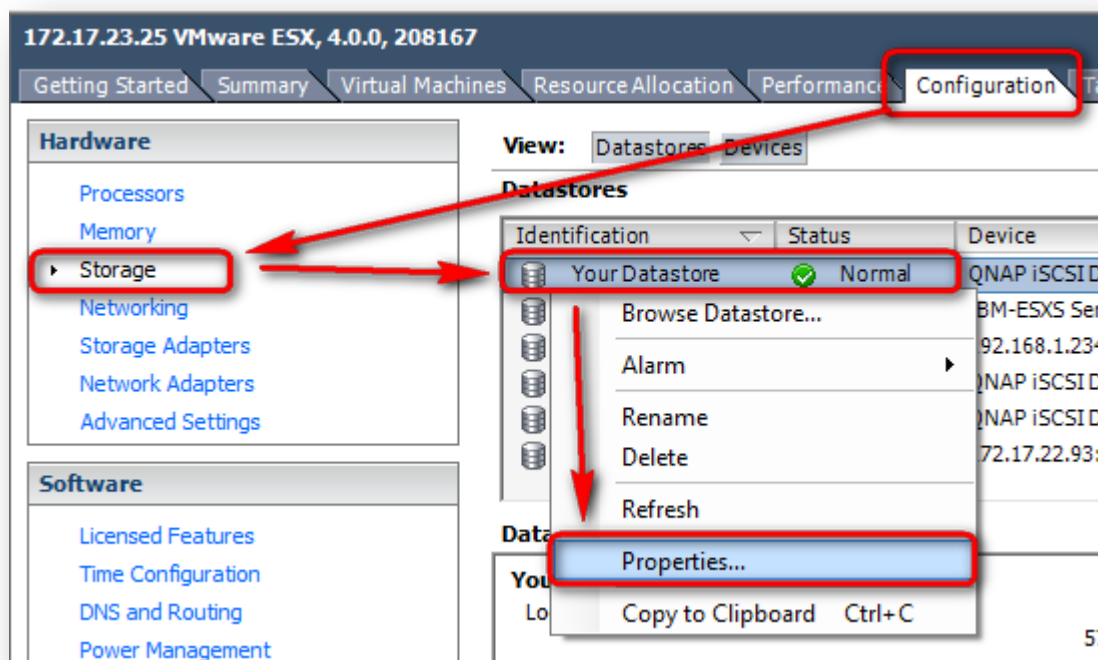 172.17.23.25 VMware ESX, 4.0.0, 208167
Getting Started Summary Virtual Machines Resource Allocation Performance Configuration
Hardware
Processors
Memory
Storage
Networking
Storage Adapters
Network Adapters
Advanced Settings
Software
Licensed Features
Time Configuration
DNS and Routing
Power Management
View: Datastores Devices
Datastores
Identification Status Device
Your Datastore Normal QNAP iSCSI D
BM-ESXS Ser
92.168.1.234
QNAP iSCSI D
QNAP iSCSI D
72.17.22.93:
Browse Datastore...
Alarm
Rename
Delete
Refresh
Properties...
Copy to Clipboard Ctrl+C
Data
You
Lo